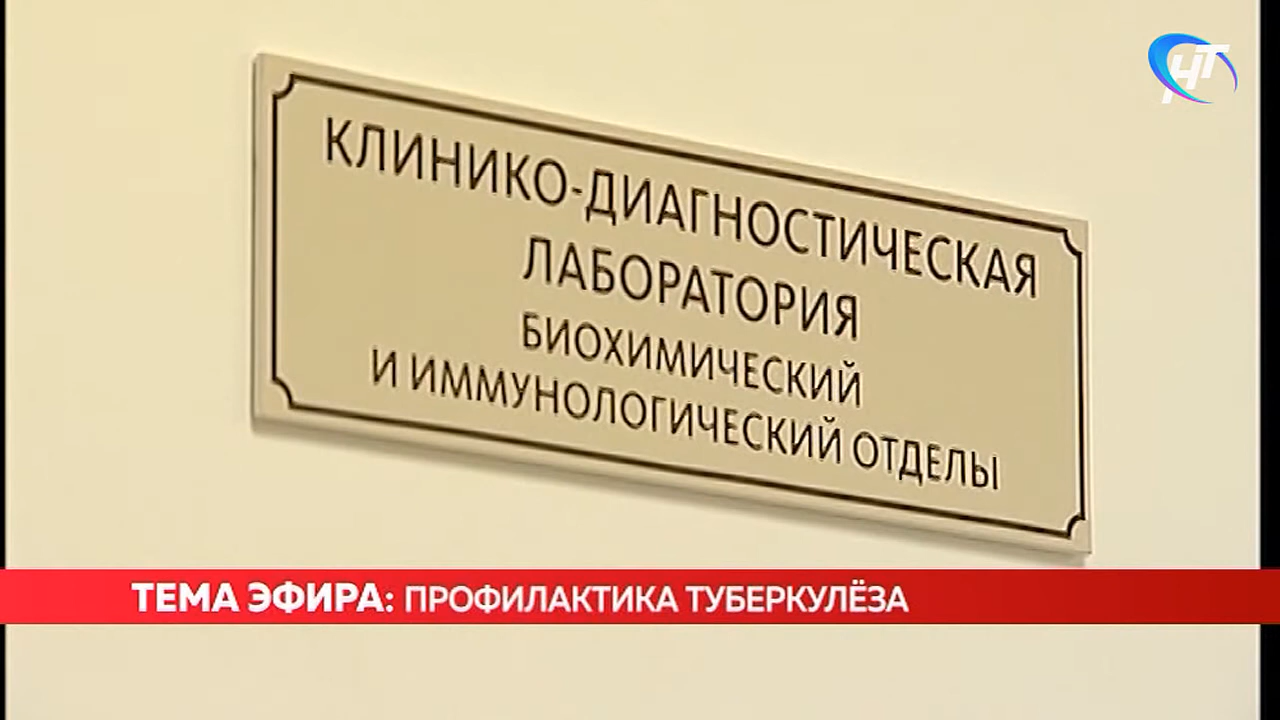 НТ
КЛИНИКО-ДИАГНОСТИЧЕСКАЯ
ЛАБОРАТОРИЯ
БИОХИМИЧЕСКИЙ
И ИММУНОЛОГИЧЕСКИЙ ОТДЕЛЫ
ТЕМА ЭФИРА: ПРОФИЛАКТИКА ТУБЕРКУЛЁЗА